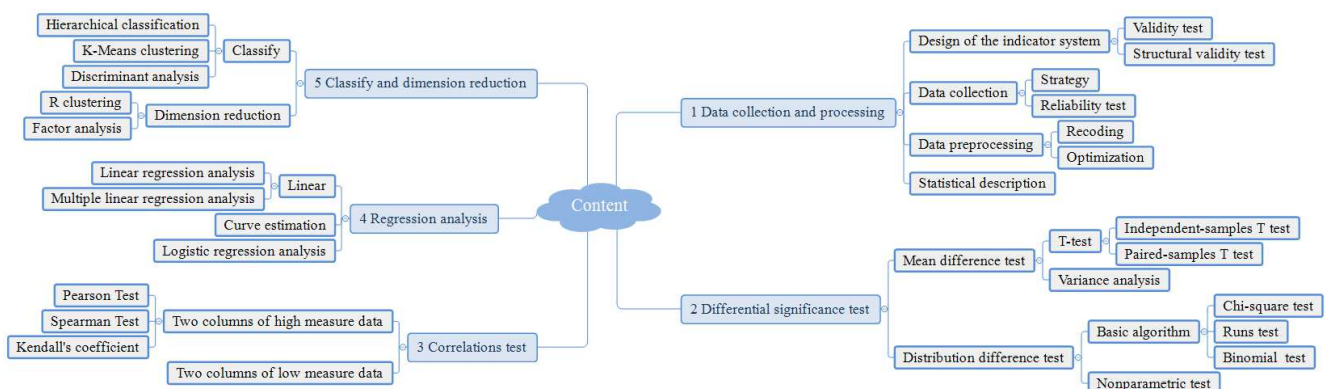 Content
1 Data collection and processing
Design of the indicator system
Validity test
Structural validity test
Data collection
Strategy
Reliability test
Data preprocessing
Recoding
Optimization
Statistical description
2 Differential significance test
Mean difference test
T-test
Independent-samples T test
Paired-samples T test
Variance analysis
Distribution difference test
Basic algorithm
Chi-square test
Runs test
Binomial test
Nonparametric test
3 Correlations test
Two columns of high measure data
Pearson Test
Spearman Test
Kendall's coefficient
Two columns of low measure data
4 Regression analysis
Linear
Linear regression analysis
Multiple linear regression analysis
Curve estimation
Logistic regression analysis
5 Classify and dimension reduction
Classify
Hierarchical classification
K-Means clustering
Discriminant analysis
Dimension reduction
R clustering
Factor analysis